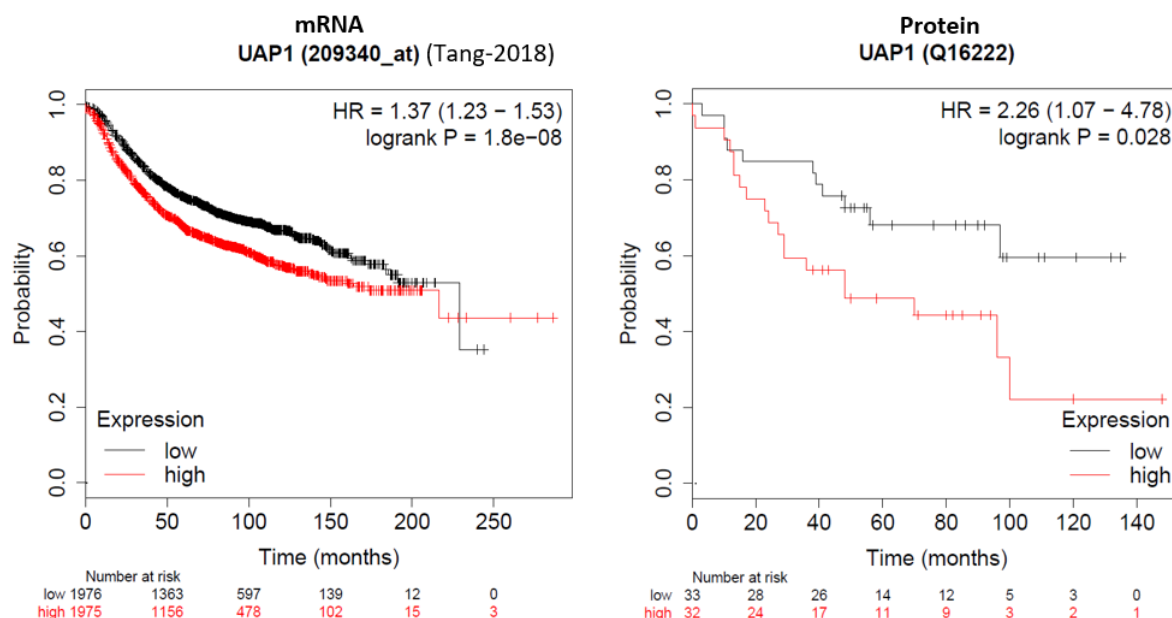 mRNA
UAP1 (209340_at) (Tang-2018)
HR = 1.37 (1.23 − 1.53)
logrank P = 1.8e−08
Probability
1.0
0.8
0.6
0.4
0.2
0.0
Expression
low
high
0 50 100 150 200 250
Time (months)
Number at risk
low 1976 1363 597 139 12 0
high 1975 1156 478 102 15 3
Protein
UAP1 (Q16222)
HR = 2.26 (1.07 − 4.78)
logrank P = 0.028
Probability
1.0
0.8
0.6
0.4
0.2
0.0
Expression
low
high
0 20 40 60 80 100 120 140
Time (months)
Number at risk
low 33 28 26 14 12 5 3 0
high 32 24 17 11 9 3 2 1